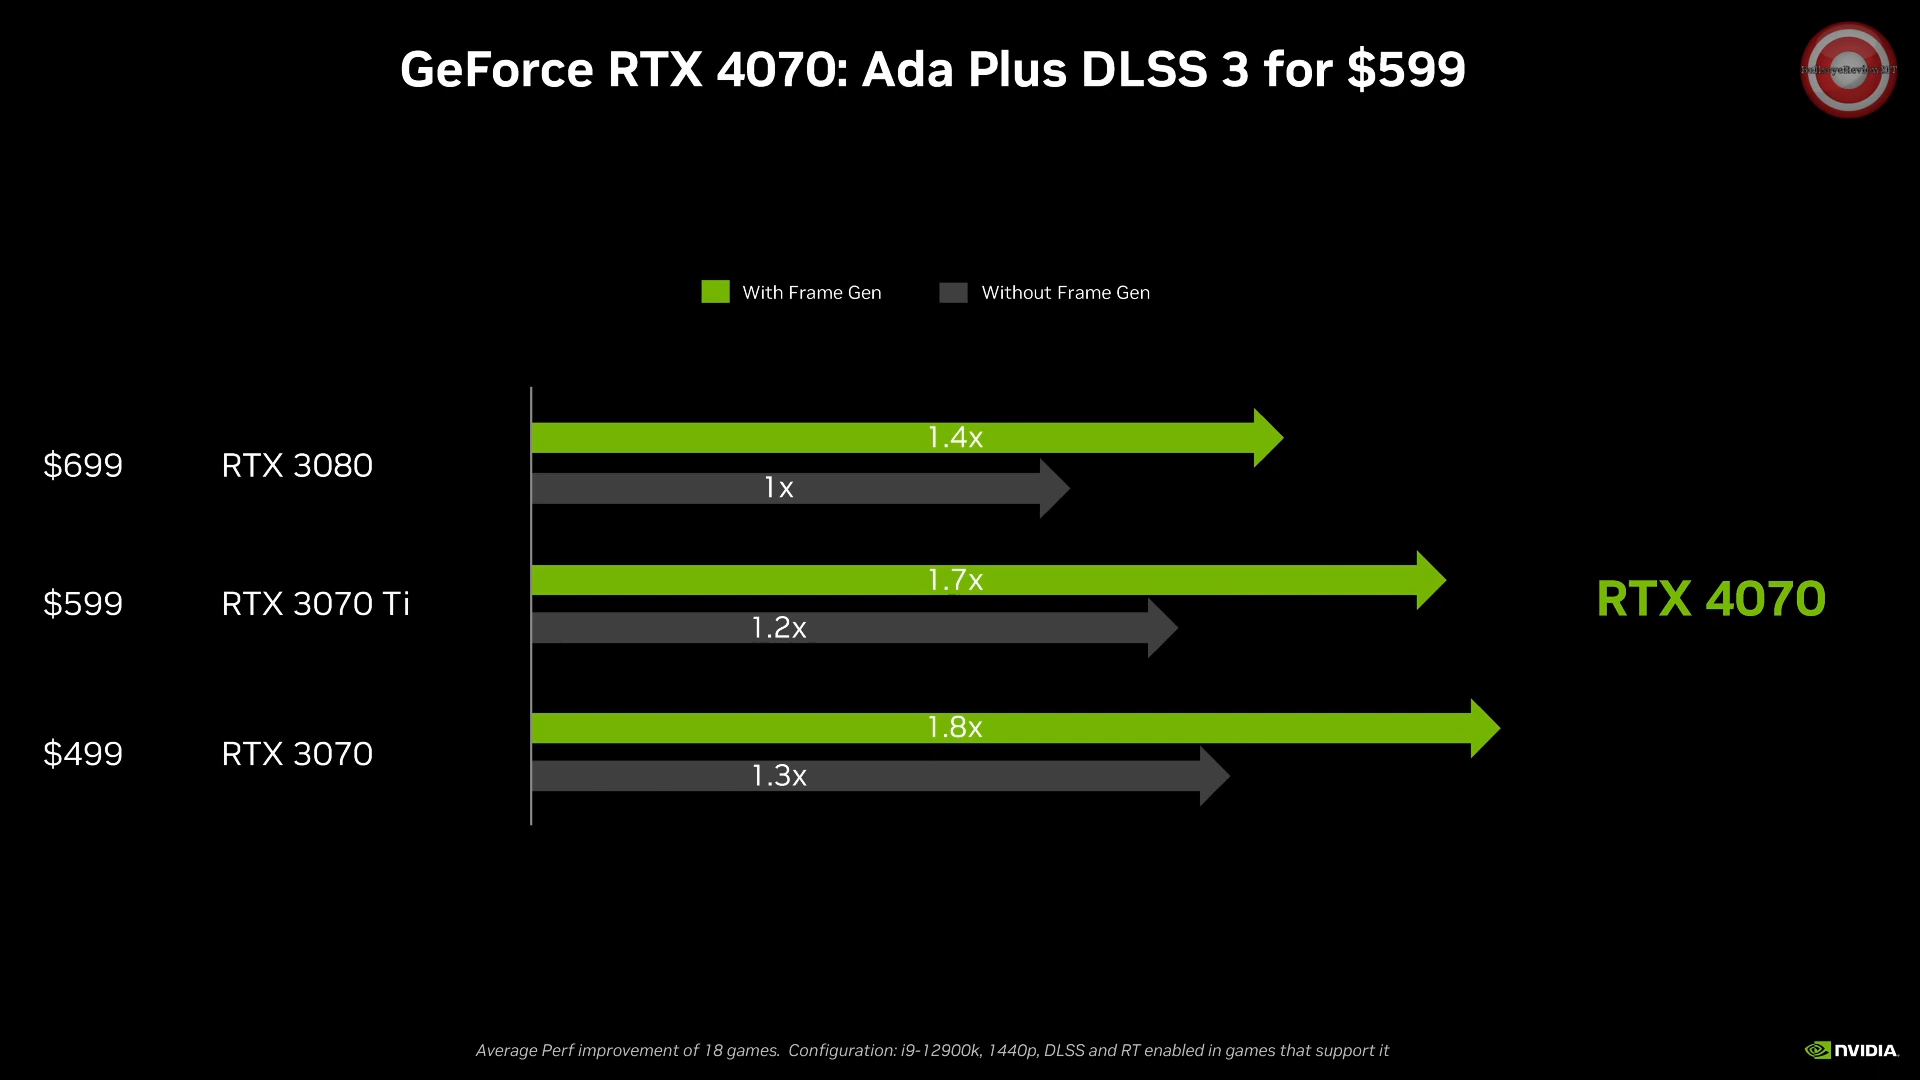 GeForce RTX 4070: Ada Plus DLSS 3 for $599
With Frame Gen
Without Frame Gen
$699 RTX 3080 1.4x
1x
$599 RTX 3070 Ti 1.7x
1.2x
RTX 4070
$499 RTX 3070 1.8x
1.3x
Average Perf improvement of 18 games. Configuration: i9-12900k, 1440p, DLSS and RT enabled in games that support it
NVIDIA